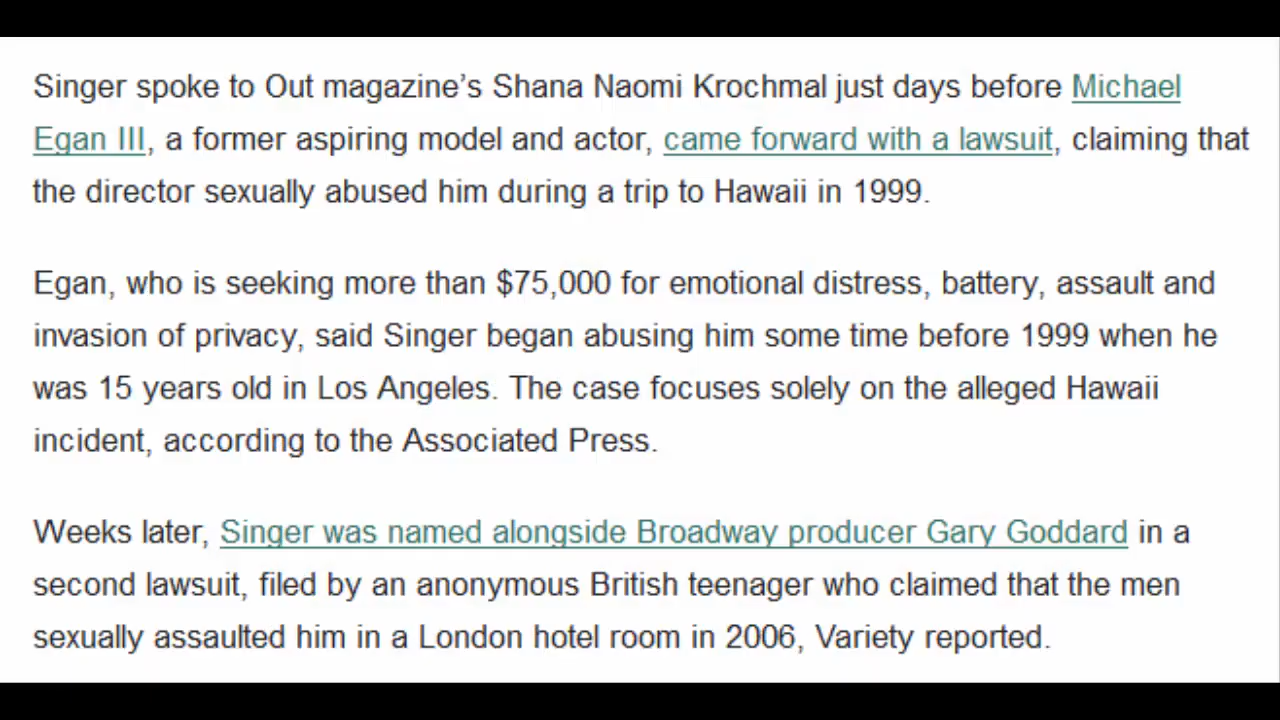 Singer spoke to Out magazine’s Shana Naomi Krochmal just days before Michael
Egan III, a former aspiring model and actor, came forward with a lawsuit, claiming that
the director sexually abused him during a trip to Hawaii in 1999.
Egan, who is seeking more than $75,000 for emotional distress, battery, assault and
invasion of privacy, said Singer began abusing him some time before 1999 when he
was 15 years old in Los Angeles. The case focuses solely on the alleged Hawaii
incident, according to the Associated Press.
Weeks later, Singer was named alongside Broadway producer Gary Goddard in a
second lawsuit, filed by an anonymous British teenager who claimed that the men
sexually assaulted him in a London hotel room in 2006, Variety reported.